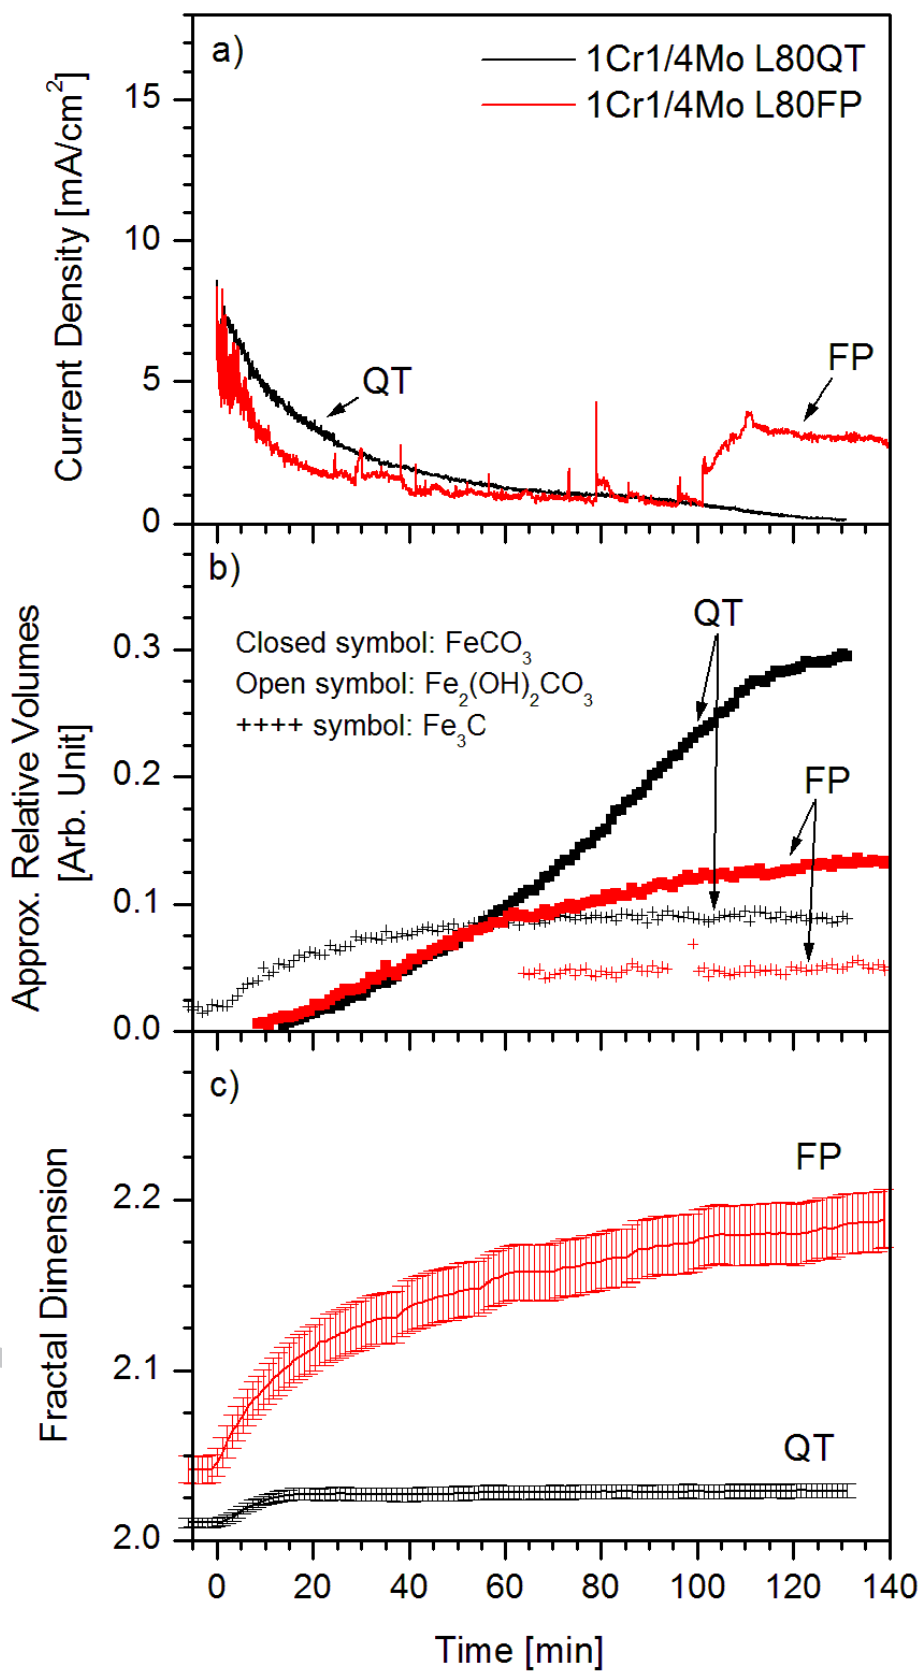 a)
1Cr1/4Mo L80QT
1Cr1/4Mo L80FP
15
10
5
0
Current Density [mA/cm²]
QT
FP
b)
QT
Closed symbol: FeCO₃
Open symbol: Fe₂(OH)₂CO₃
++++ symbol: Fe₃C
FP
0.3
0.2
0.1
0.0
Approx. Relative Volumes
[Arb. Unit]
c)
FP
QT
2.2
2.1
2.0
Fractal Dimension
0 20 40 60 80 100 120 140
Time [min]